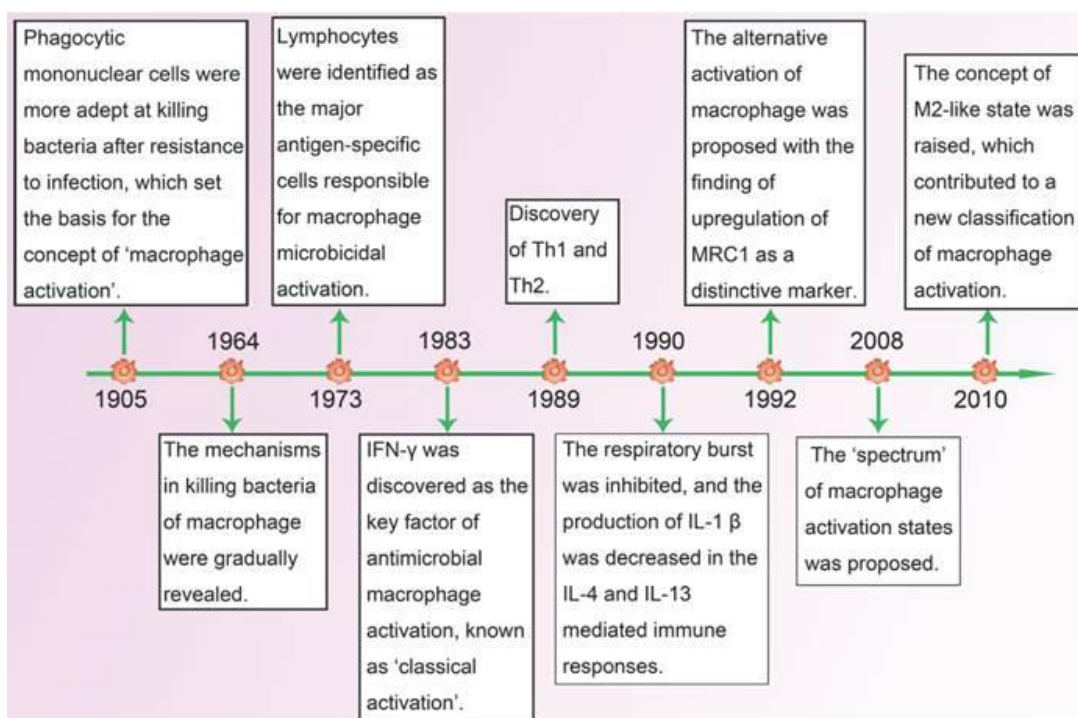 Phagocytic
mononuclear cells were
more adept at killing
bacteria after resistance
to infection, which set
the basis for the
concept of ‘macrophage
activation’.
Lymphocytes
were identified as
the major
antigen-specific
cells responsible
for macrophage
microbicidal
activation.
Discovery
of Th1 and
Th2.
The alternative
activation of
macrophage was
proposed with the
finding of
upregulation of
MRC1 as a
distinctive marker.
The concept of
M2-like state was
raised, which
contributed to a
new classification
of macrophage
activation.
1964
1983
1990
2008
1905
1973
1989
1992
2010
The mechanisms
in killing bacteria
of macrophage
were gradually
revealed.
IFN-γ was
discovered as the
key factor of
antimicrobial
macrophage
activation, known
as ‘classical
activation’.
The respiratory burst
was inhibited, and the
production of IL-1 β
was decreased in the
IL-4 and IL-13
mediated immune
responses.
The ‘spectrum’
of macrophage
activation states
was proposed.